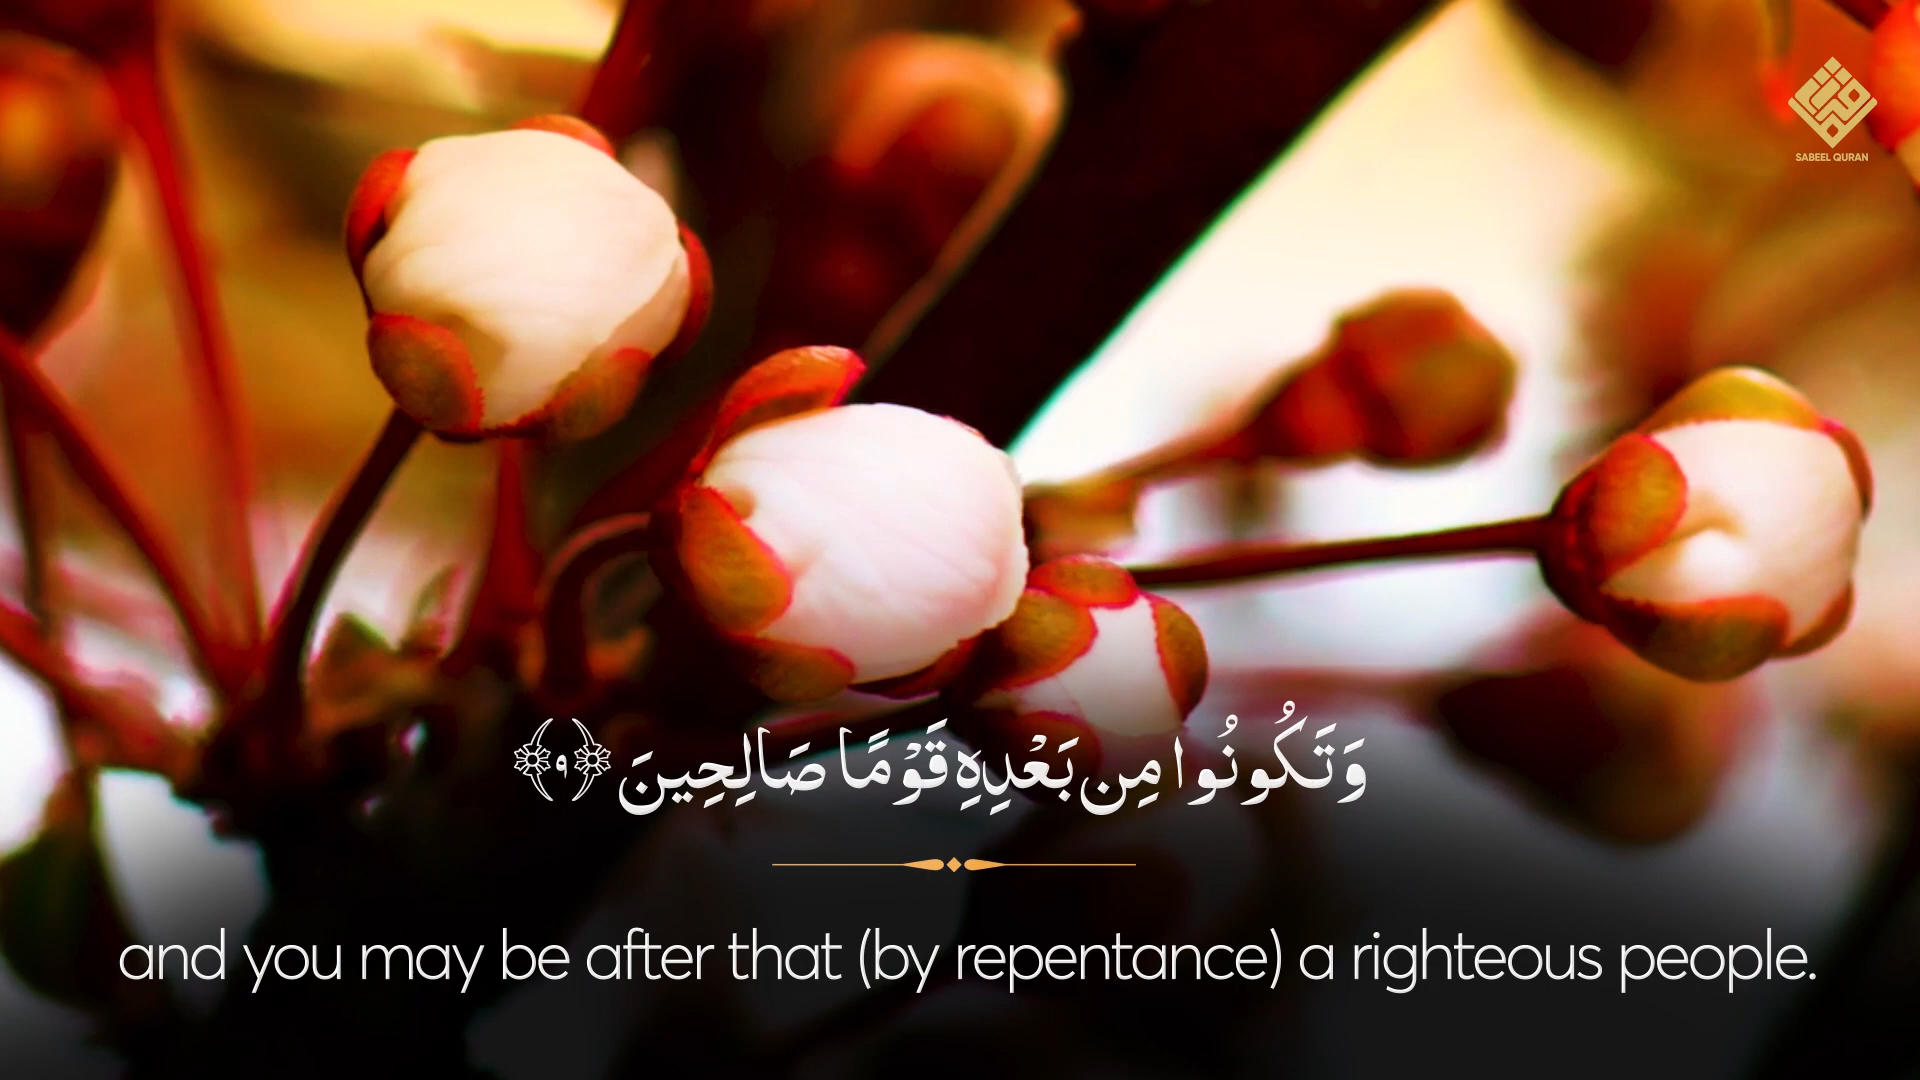 SABEEL QURAN
وَتَكُونُوا مِن بَعْدِهِ قَوْمًا صَالِحِينَ ﴿٩﴾
and you may be after that (by repentance) a righteous people.